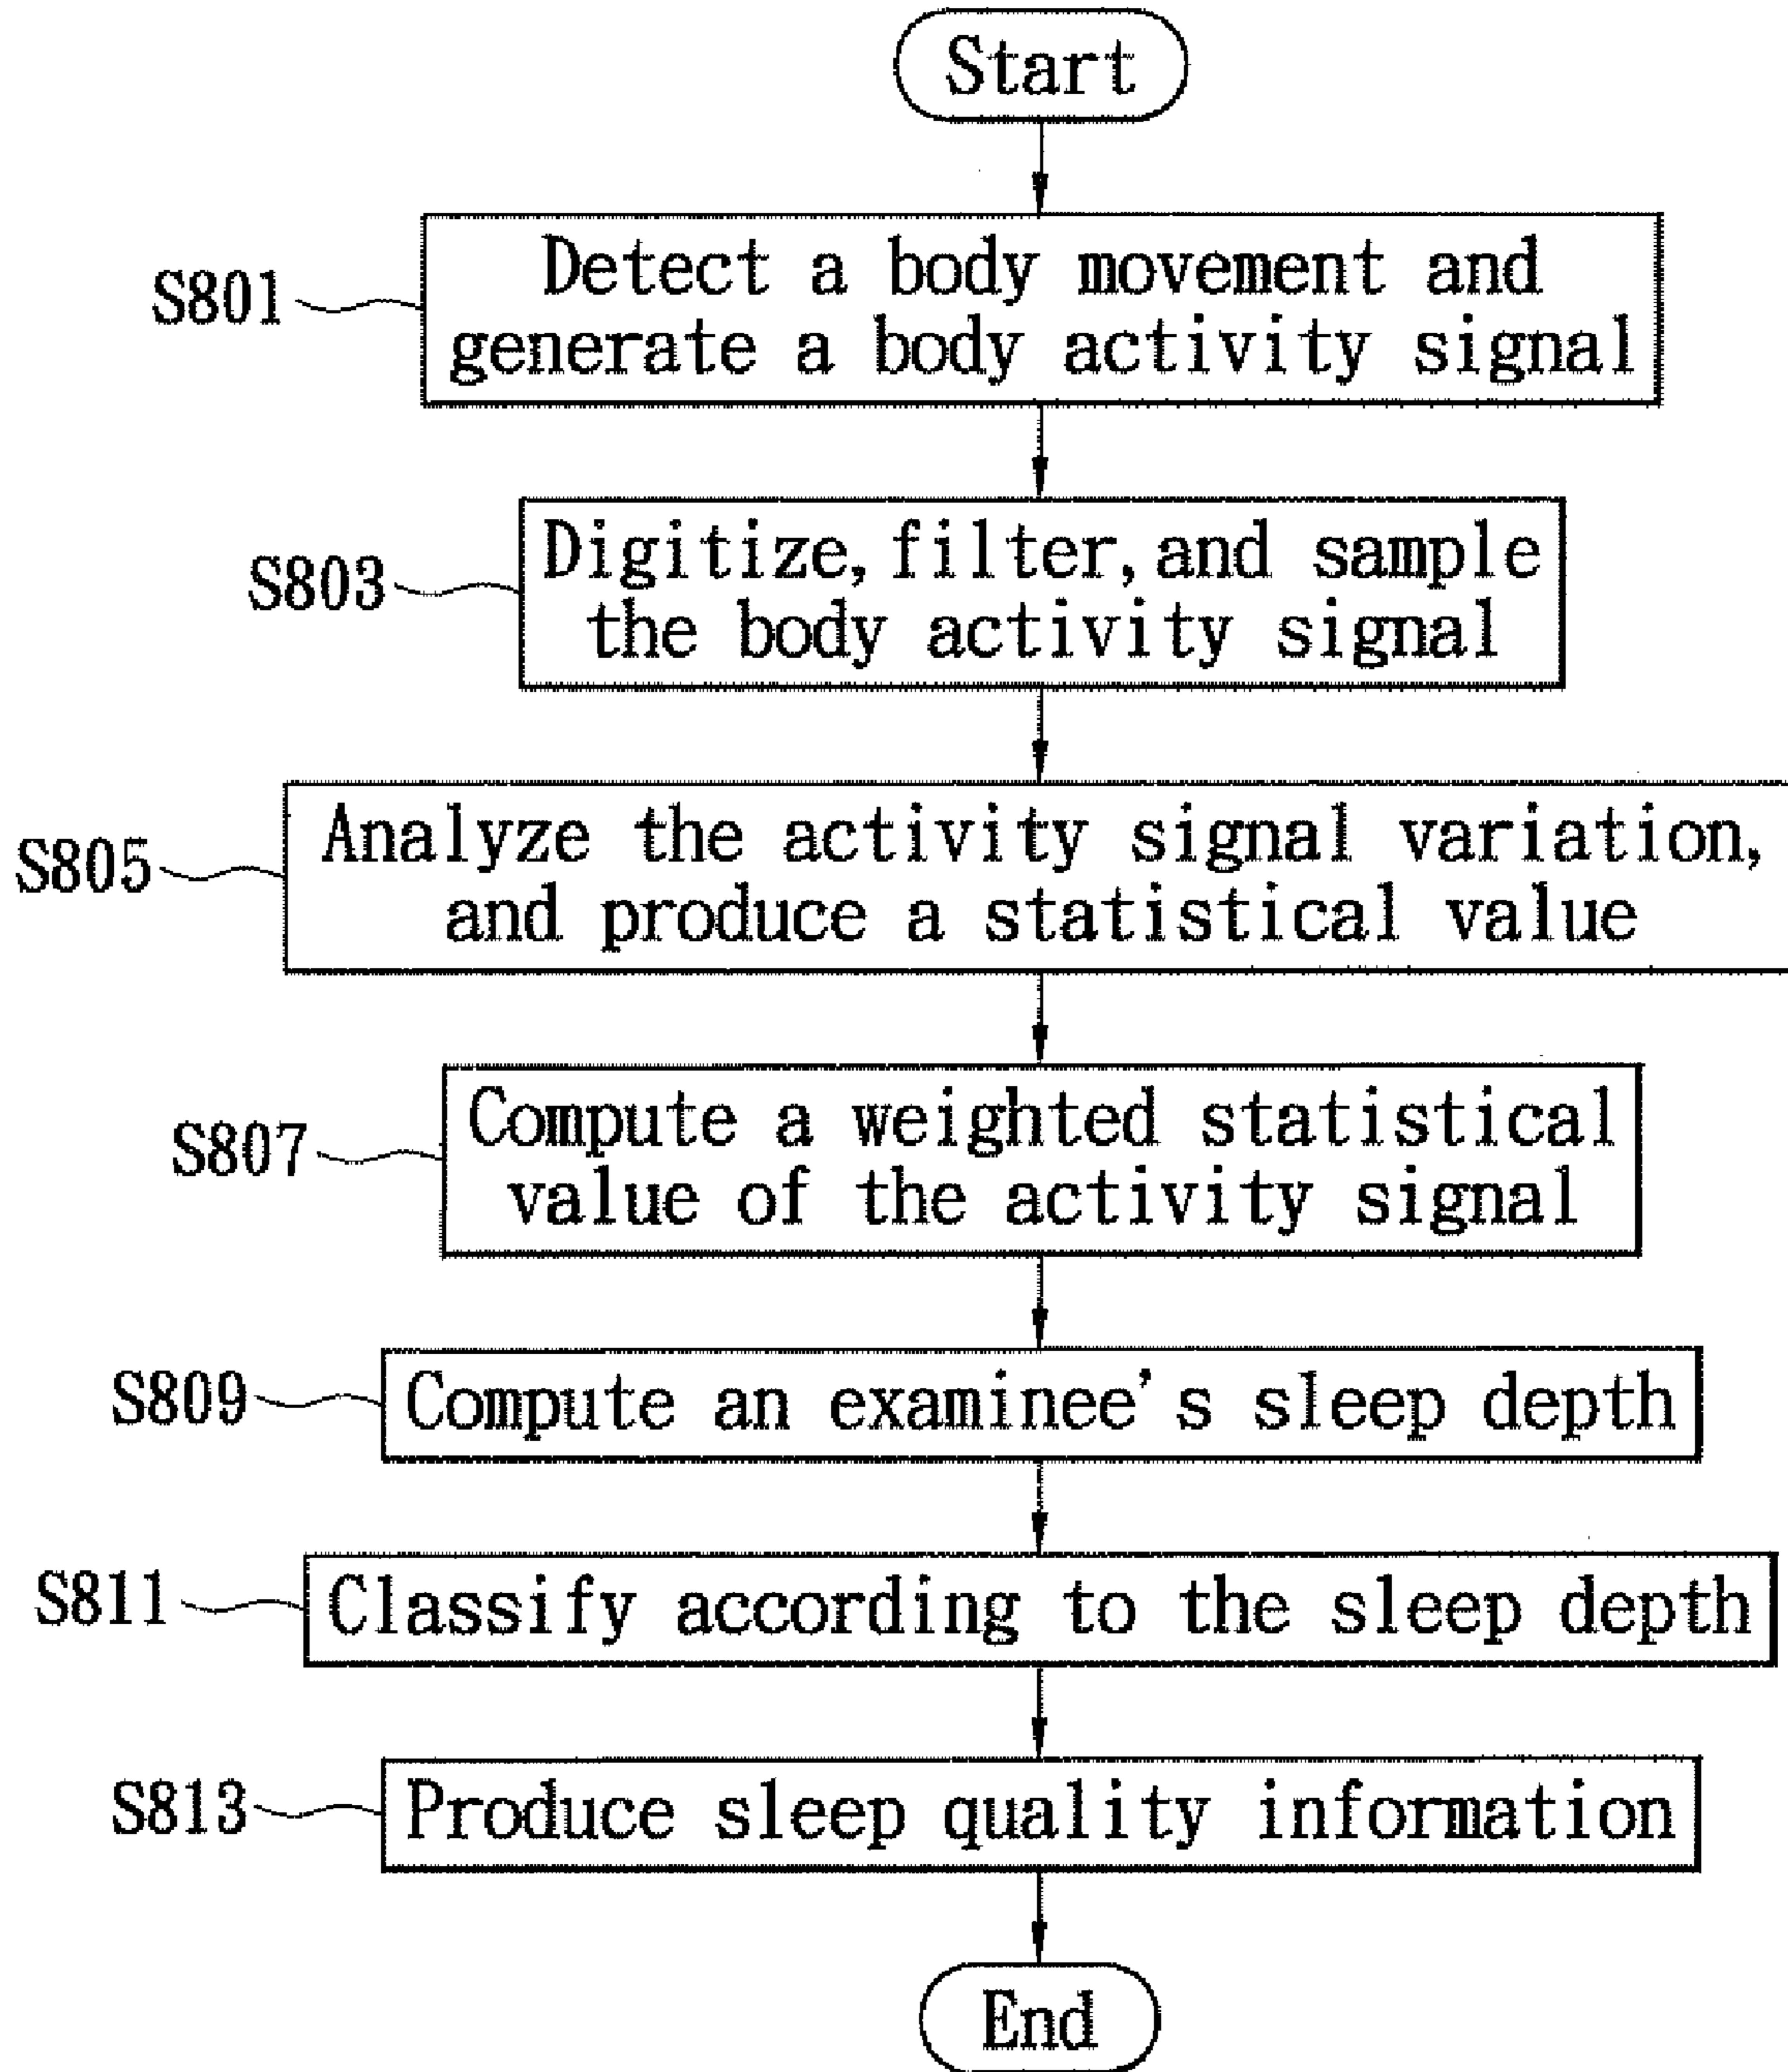 Start
S801
Detect a body movement and
generate a body activity signal
S803
Digitize, filter, and sample
the body activity signal
S805
Analyze the activity signal variation,
and produce a statistical value
S807
Compute a weighted statistical
value of the activity signal
S809
Compute an examinee's sleep depth
S811
Classify according to the sleep depth
S813
Produce sleep quality information
End